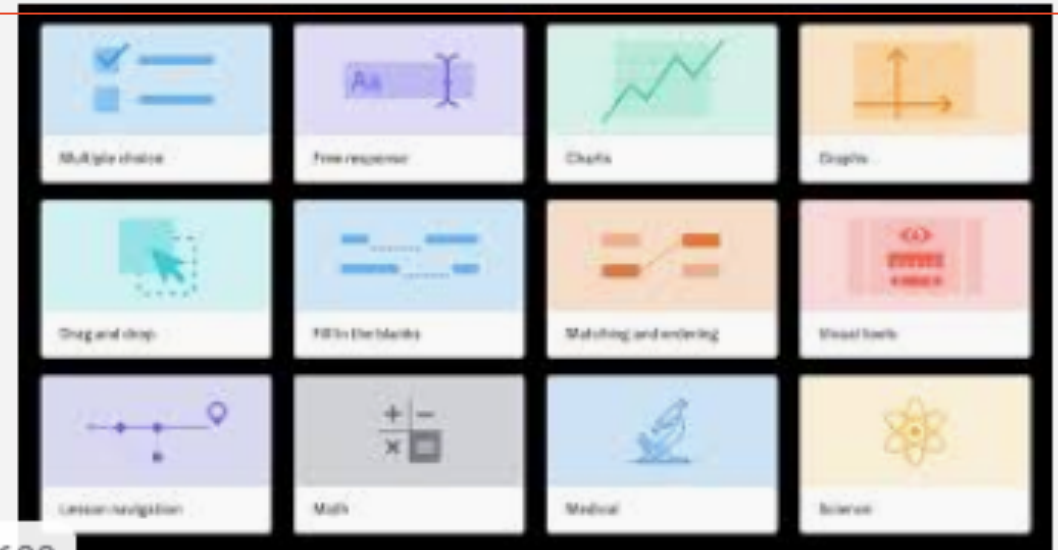 Multiple choice
Aa
Free response
Charts
Graphs
Drag and drop
Fill in the blanks
Matching and ordering
Visual tools
Lesson navigation
Math
Medical
Science